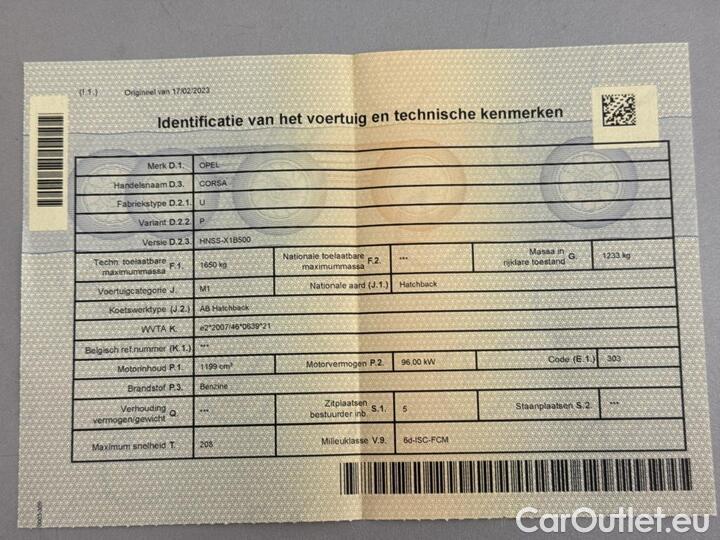 (I.1.) Origineel van 17/02/2023
Identificatie van het voertuig en technische kenmerken
Merk D.1. OPEL
Handelsnaam D.3. CORSA
Fabriekstype D.2.1. U
Variant D.2.2. P
Versie D.2.3. HNSS-X1B500
Techn. toelaatbare maximummassa F.1. 1650 kg Nationale toelaatbare maximummassa F.2. *** Massa in rijklare toestand G. 1233 kg
Voertuigcategorie J. M1 Nationale aard (J.1.) Hatchback
Koetswerktype (J.2.) AB Hatchback
WVTA K. e2*2007/46*0639*21
Belgisch ref.nummer (K.1.) ***
Motorinhoud P.1. 1199 cm³ Motorvermogen P.2. 96.00 kW Code (E.1.) 303
Brandstof P.3. Benzine
Verhouding vermogen/gewicht Q. *** Zitplaatsen bestuurder inb. S.1. 5 Staanplaatsen S.2. ***
Maximum snelheid T. 208 Milieuklasse V.9. 6d-ISC-FCM
CarOutlet.eu